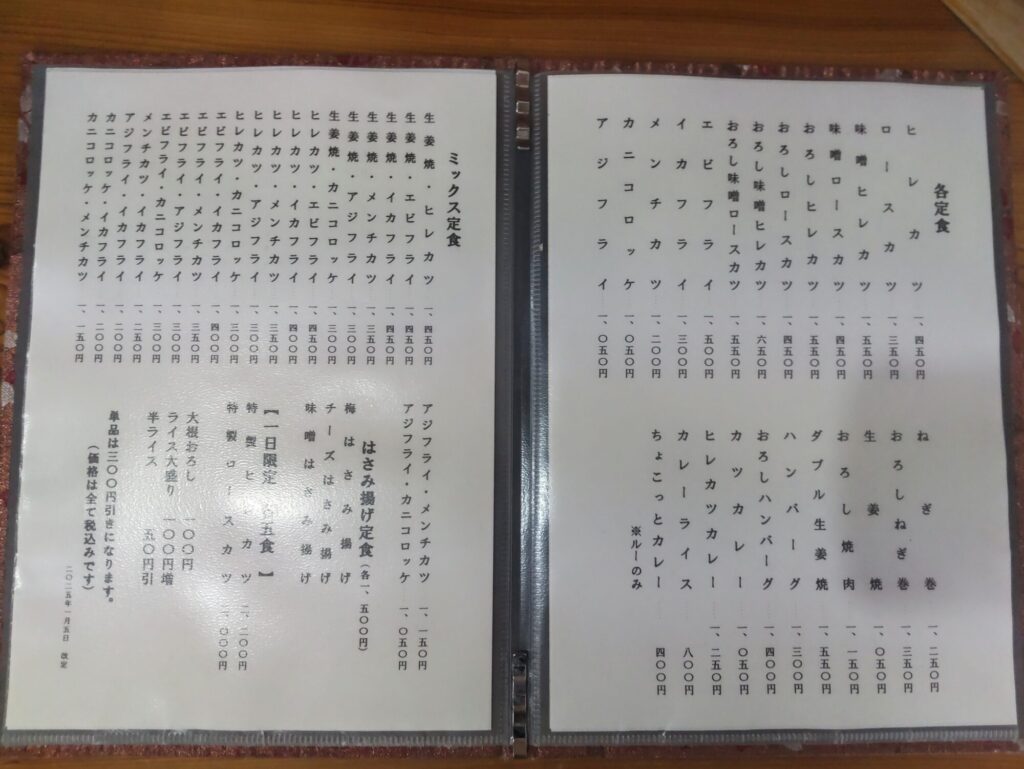 各定食
ヒレカツ 一、四五〇円
ロースカツ 一、三五〇円
味噌ヒレカツ 一、五五〇円
味噌ロースカツ 一、四五〇円
おろしヒレカツ 一、五五〇円
おろしロースカツ 一、四五〇円
おろし味噌ヒレカツ 一、六五〇円
おろし味噌ロースカツ 一、五五〇円
エビフライ 一、五〇〇円
イカフライ 一、三〇〇円
メンチカツ 一、二〇〇円
カニコロッケ 一、〇五〇円
アジフライ 一、〇五〇円
ねぎ巻 一、二五〇円
おろしねぎ巻 一、三五〇円
生姜焼 一、〇五〇円
おろし焼肉 一、一五〇円
ダブル生姜焼 一、五五〇円
ハンバーグ 一、三〇〇円
おろしハンバーグ 一、四〇〇円
カツカレー 一、〇五〇円
ヒレカツカレー 一、二五〇円
カレーライス 八〇〇円
ちょこっとカレー 四〇〇円
※ルーのみ
ミックス定食
生姜焼・ヒレカツ 一、四五〇円
生姜焼・エビフライ 一、四五〇円
生姜焼・イカフライ 一、四五〇円
生姜焼・メンチカツ 一、三五〇円
生姜焼・アジフライ 一、三〇〇円
生姜焼・カニコロッケ 一、三〇〇円
ヒレカツ・エビフライ 一、四五〇円
ヒレカツ・イカフライ 一、四〇〇円
ヒレカツ・メンチカツ 一、三五〇円
ヒレカツ・アジフライ 一、三〇〇円
ヒレカツ・カニコロッケ 一、三〇〇円
エビフライ・イカフライ 一、四〇〇円
エビフライ・メンチカツ 一、三五〇円
エビフライ・アジフライ 一、三〇〇円
エビフライ・カニコロッケ 一、三〇〇円
メンチカツ・イカフライ 一、二五〇円
アジフライ・イカフライ 一、二〇〇円
カニコロッケ・イカフライ 一、二〇〇円
カニコロッケ・メンチカツ 一、一五〇円
アジフライ・メンチカツ 一、一五〇円
アジフライ・カニコロッケ 一、〇五〇円
はさみ揚げ定食(各一、五〇〇円)
梅はさみ揚げ
チーズはさみ揚げ
味噌はさみ揚げ
【一日限定 五食】
特製ヒレカツ 二、二〇〇円
特製ロースカツ 二、〇〇〇円
大根おろし 一〇〇円
ライス大盛り 一〇〇円増
半ライス 五〇円引
単品は三〇〇円引きになります。
(価格は全て税込みです)
二〇二五年一月五日 改定